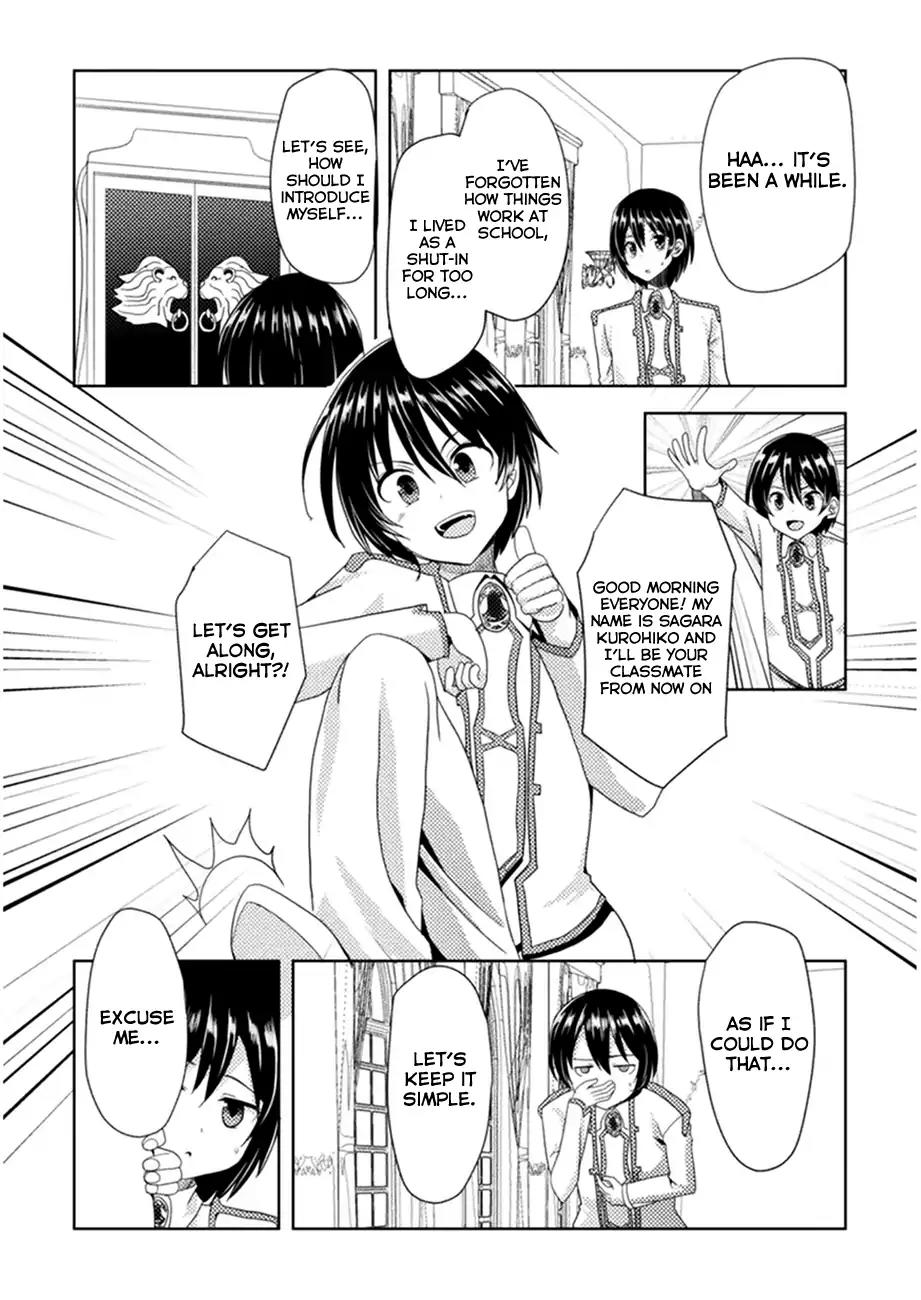 HAA... IT'S
BEEN A WHILE.
I'VE
FORGOTTEN
HOW THINGS
WORK AT
SCHOOL,
I LIVED
AS A
SHUT-IN
FOR TOO
LONG...
LET'S SEE,
HOW
SHOULD I
INTRODUCE
MYSELF...
GOOD MORNING
EVERYONE! MY
NAME IS SAGARA
KUROHIKO AND
I'LL BE YOUR
CLASSMATE
FROM NOW ON
LET'S GET
ALONG,
ALRIGHT?!
AS IF I
COULD DO
THAT...
LET'S
KEEP IT
SIMPLE.
EXCUSE
ME...